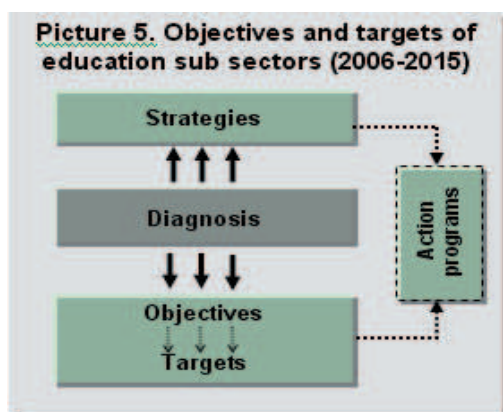 Picture 5. Objectives and targets of
education sub sectors (2006-2015)
Strategies
Diagnosis
Action
programs
Objectives
Targets